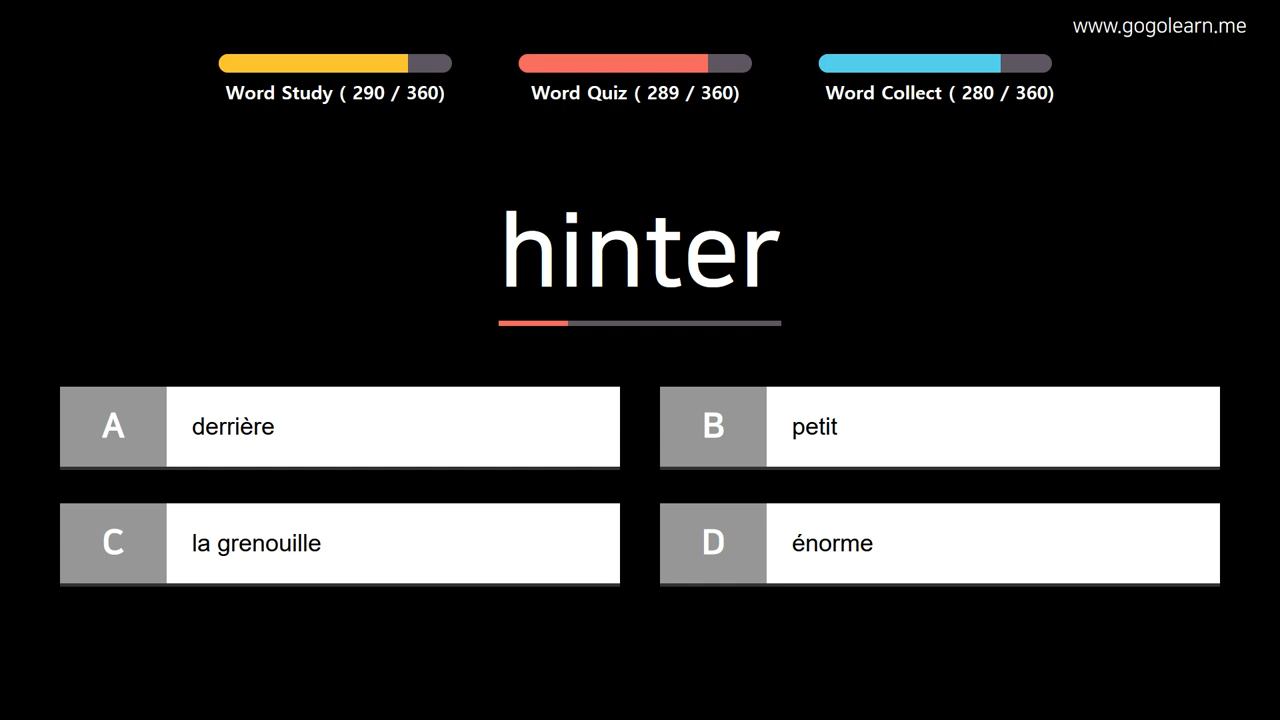 www.gogolearn.me
Word Study ( 290 / 360)
Word Quiz ( 289 / 360)
Word Collect ( 280 / 360)
hinter
A
derrière
B
petit
C
la grenouille
D
énorme